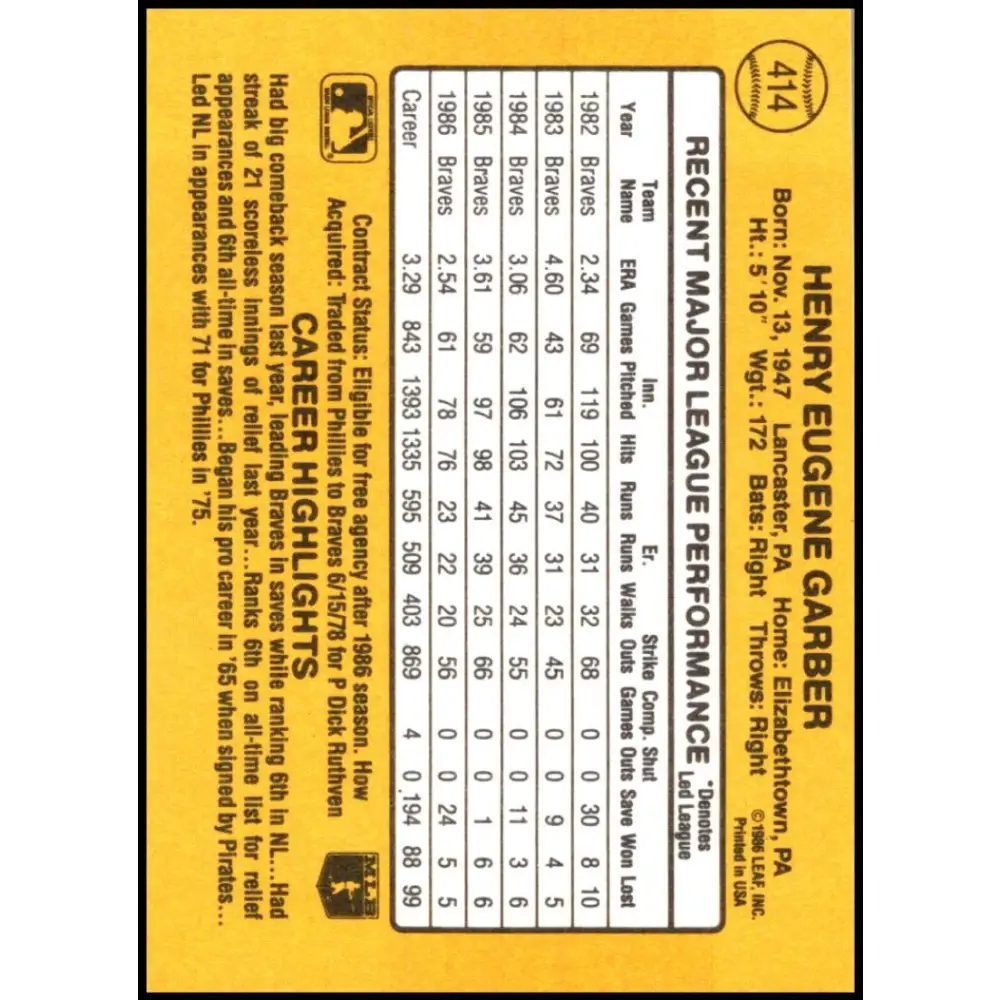 414
HENRY EUGENE GARBER
Born: Nov. 13, 1947 Lancaster, PA Home: Elizabethtown, PA
Ht.: 5'10" Wgt.: 172 Bats: Right Throws: Right
©1986 LEAF, INC.
Printed in USA
RECENT MAJOR LEAGUE PERFORMANCE *Denotes
Led League
Team Inn. Er. Strike Comp. Shut
Year Name ERA Games Pitched Hits Runs Runs Walks Outs Games Outs Save Won Lost
1982 Braves 2.34 69 119 100 40 31 32 68 0 0 30 8 10
1983 Braves 4.60 43 61 72 37 31 23 45 0 0 9 4 5
1984 Braves 3.06 62 106 103 45 36 24 55 0 0 11 3 6
1985 Braves 3.61 59 97 98 41 39 25 66 0 0 1 6 6
1986 Braves 2.54 61 78 76 23 22 20 56 0 0 24 5 5
Career 3.29 843 1393 1335 595 509 403 869 4 0 .194 88 99
Contract Status: Eligible for free agency after 1986 season. How
Acquired: Traded from Phillies to Braves 6/15/78 for P Dick Ruthven
MLB
CAREER HIGHLIGHTS
Had big comeback season last year, leading Braves in saves while ranking 6th in NL...Had
streak of 21 scoreless innings of relief last year...Ranks 6th on all-time list for relief
appearances and 6th all-time in saves...Began his pro career in '65 when signed by Pirates...
Led NL in appearances with 71 for Phillies in '75.